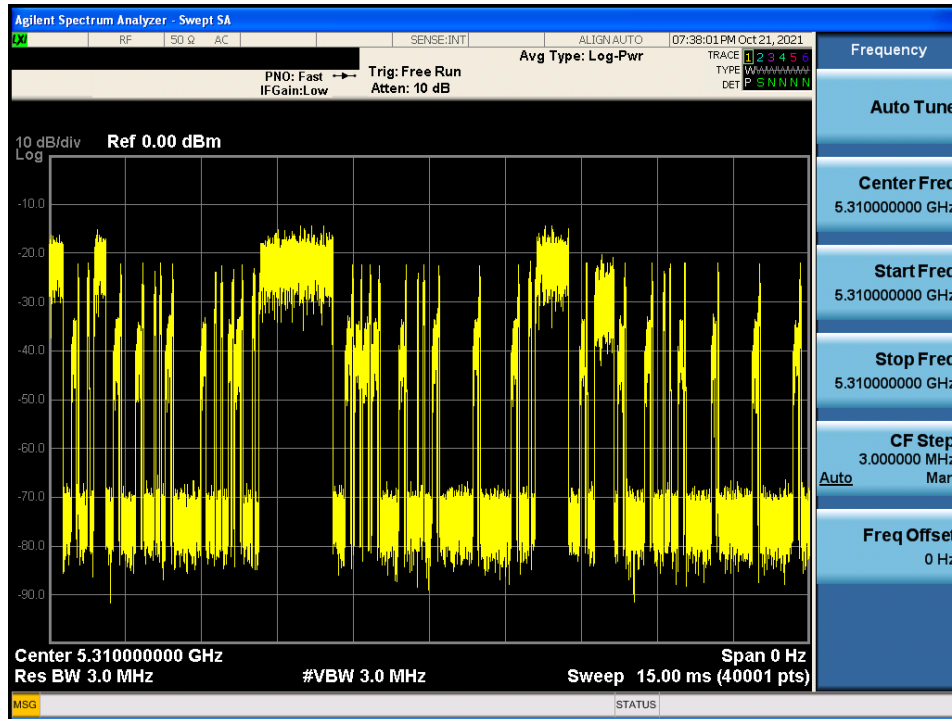 Agilent Spectrum Analyzer - Swept SA
LXI RF 50 Ω AC SENSE:INT ALIGN AUTO 07:38:01 PM Oct 21, 2021
Avg Type: Log-Pwr
PNO: Fast
IFGain:Low
Trig: Free Run
Atten: 10 dB
TRACE 1 2 3 4 5 6
TYPE WWWWWW
DET P S N N N N
10 dB/div
Log
Ref 0.00 dBm
-10.0
-20.0
-30.0
-40.0
-50.0
-60.0
-70.0
-80.0
-90.0
Center 5.310000000 GHz
Span 0 Hz
Res BW 3.0 MHz
#VBW 3.0 MHz
Sweep 15.00 ms (40001 pts)
MSG
STATUS
Frequency
Auto Tune
Center Freq
5.310000000 GHz
Start Freq
5.310000000 GHz
Stop Freq
5.310000000 GHz
CF Step
3.000000 MHz
Auto Man
Freq Offset
0 Hz